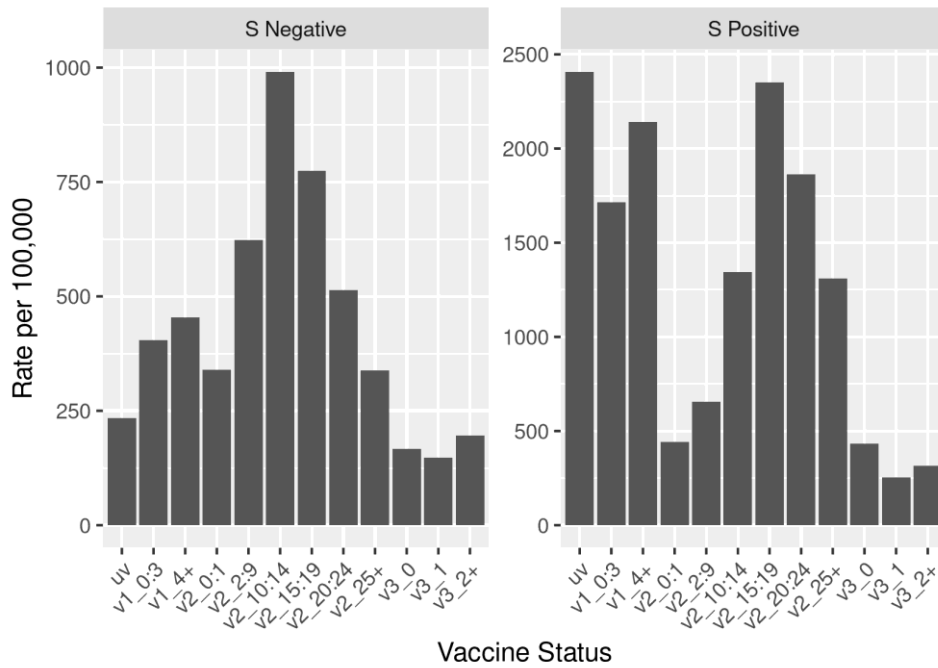 S Negative
S Positive
Rate per 100,000
1000
750
500
250
0
2500
2000
1500
1000
500
0
uv
v1_0:3
v1_4+
v2_0:1
v2_2:9
v2_10:14
v2_15:19
v2_20:24
v2_25+
v3_0
v3_1
v3_2+
uv
v1_0:3
v1_4+
v2_0:1
v2_2:9
v2_10:14
v2_15:19
v2_20:24
v2_25+
v3_0
v3_1
v3_2+
Vaccine Status